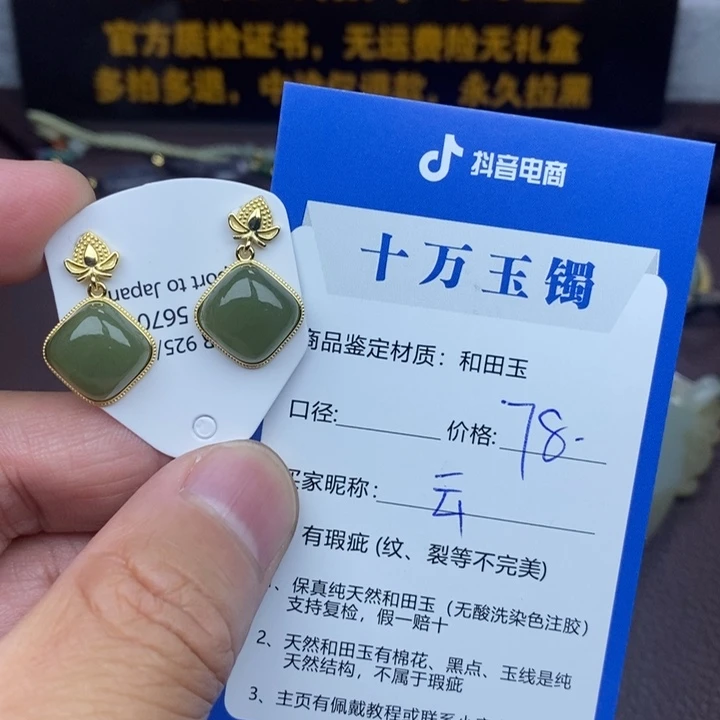 官方质检证书，无运费险无礼盒
多拍多退，中
永久拉黑
抖音电商
十万玉镯
商品鉴定材质：和田玉
口径:
价格: 78-
买家昵称: 云
有瑕疵 (纹、裂等不完美)
、保真纯天然和田玉（无酸洗染色注胶）
支持复检，假一赔十
2、天然和田玉有棉花、黑点、玉线是纯
天然结构，不属于瑕疵
3、主页有佩戴教程或联系
port to Japan
5670
925/